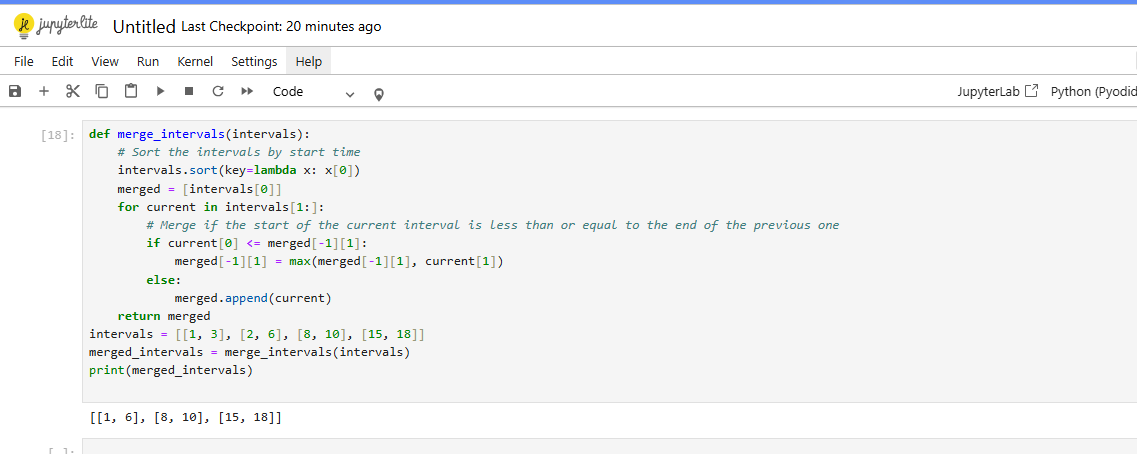 jupyterlite Untitled Last Checkpoint: 20 minutes ago
File Edit View Run Kernel Settings Help
Code JupyterLab Python (Pyodid
[18]:
def merge_intervals(intervals):
    # Sort the intervals by start time
    intervals.sort(key=lambda x: x[0])
    merged = [intervals[0]]
    for current in intervals[1:]:
        # Merge if the start of the current interval is less than or equal to the end of the previous one
        if current[0] <= merged[-1][1]:
            merged[-1][1] = max(merged[-1][1], current[1])
        else:
            merged.append(current)
    return merged
intervals = [[1, 3], [2, 6], [8, 10], [15, 18]]
merged_intervals = merge_intervals(intervals)
print(merged_intervals)
[[1, 6], [8, 10], [15, 18]]
[ ]: